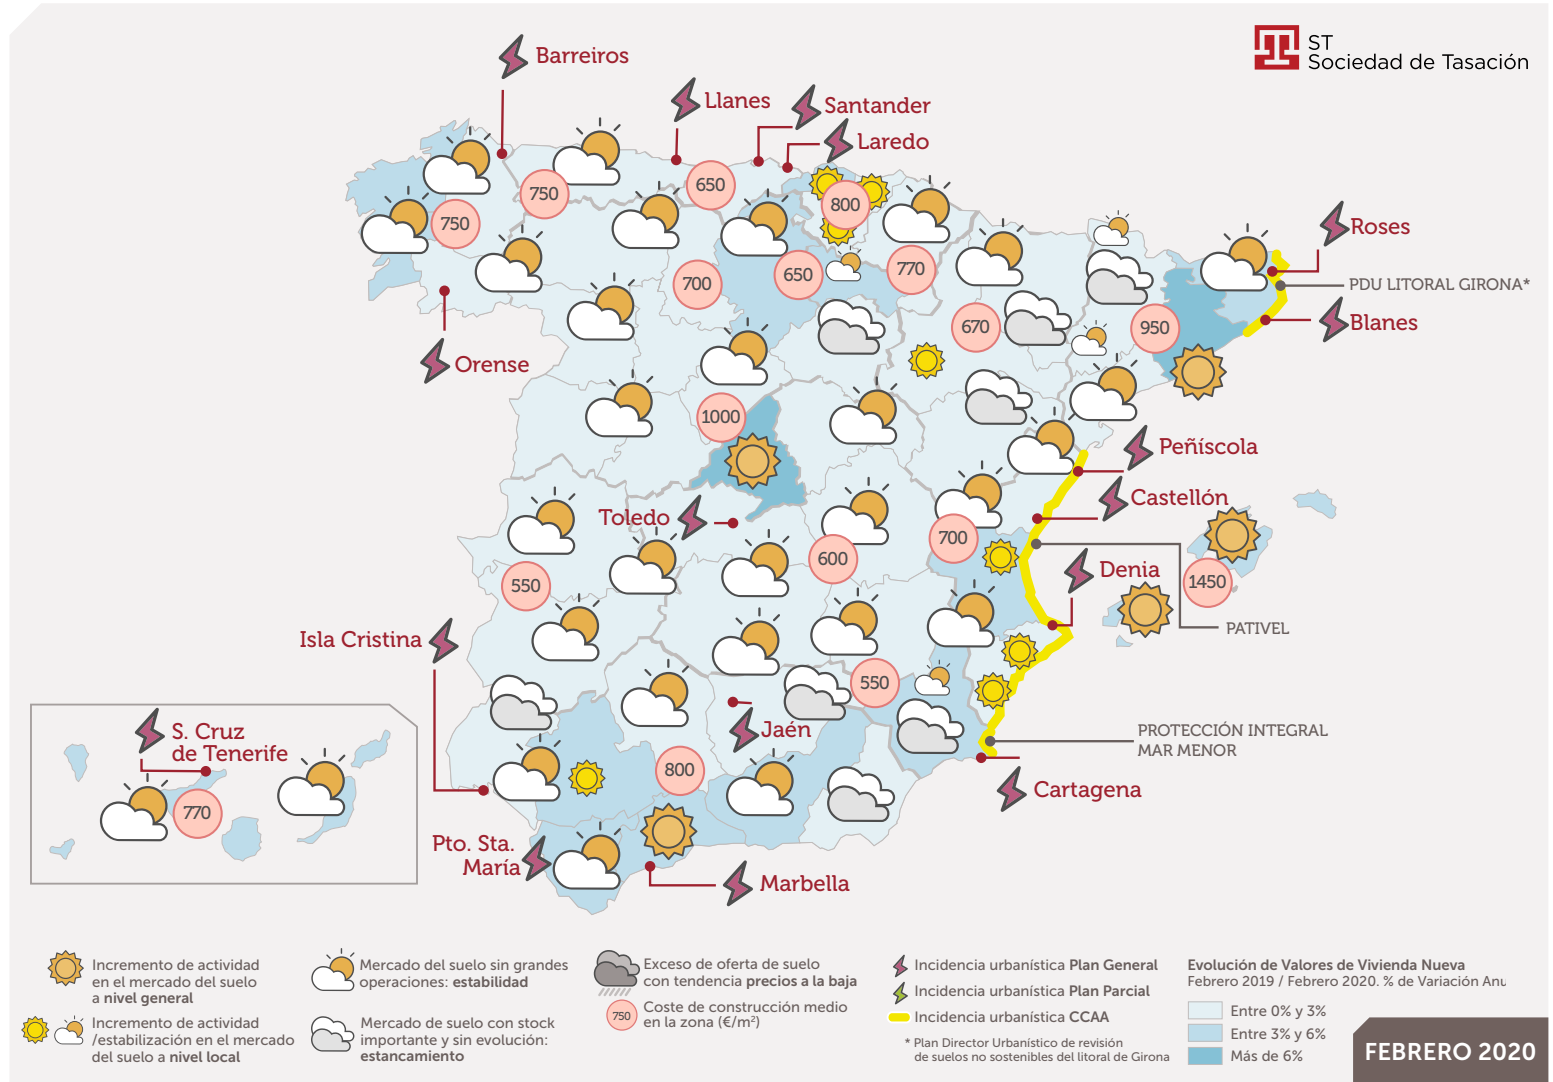 ST
Sociedad de Tasación
Barreiros
Llanes
Santander
Laredo
750
750
650
800
700
650
770
670
950
Roses
PDU LITORAL GIRONA*
Blanes
Orense
1000
Peñíscola
Castellón
Toledo
700
600
Denia
550
1450
PATIVEL
Isla Cristina
550
S. Cruz
de Tenerife
Jaén
PROTECCIÓN INTEGRAL
MAR MENOR
800
770
Cartagena
Pto. Sta.
María
Marbella
Incremento de actividad
en el mercado del suelo
a nivel general
Incremento de actividad
/estabilización en el mercado
del suelo a nivel local
Mercado del suelo sin grandes
operaciones: estabilidad
Mercado de suelo con stock
importante y sin evolución:
estancamiento
Exceso de oferta de suelo
con tendencia precios a la baja
750
Coste de construcción medio
en la zona (€/m²)
Incidencia urbanística Plan General
Incidencia urbanística Plan Parcial
Incidencia urbanística CCAA
* Plan Director Urbanístico de revisión
de suelos no sostenibles del litoral de Girona
Evolución de Valores de Vivienda Nueva
Febrero 2019 / Febrero 2020. % de Variación Anu
Entre 0% y 3%
Entre 3% y 6%
Más de 6%
FEBRERO 2020